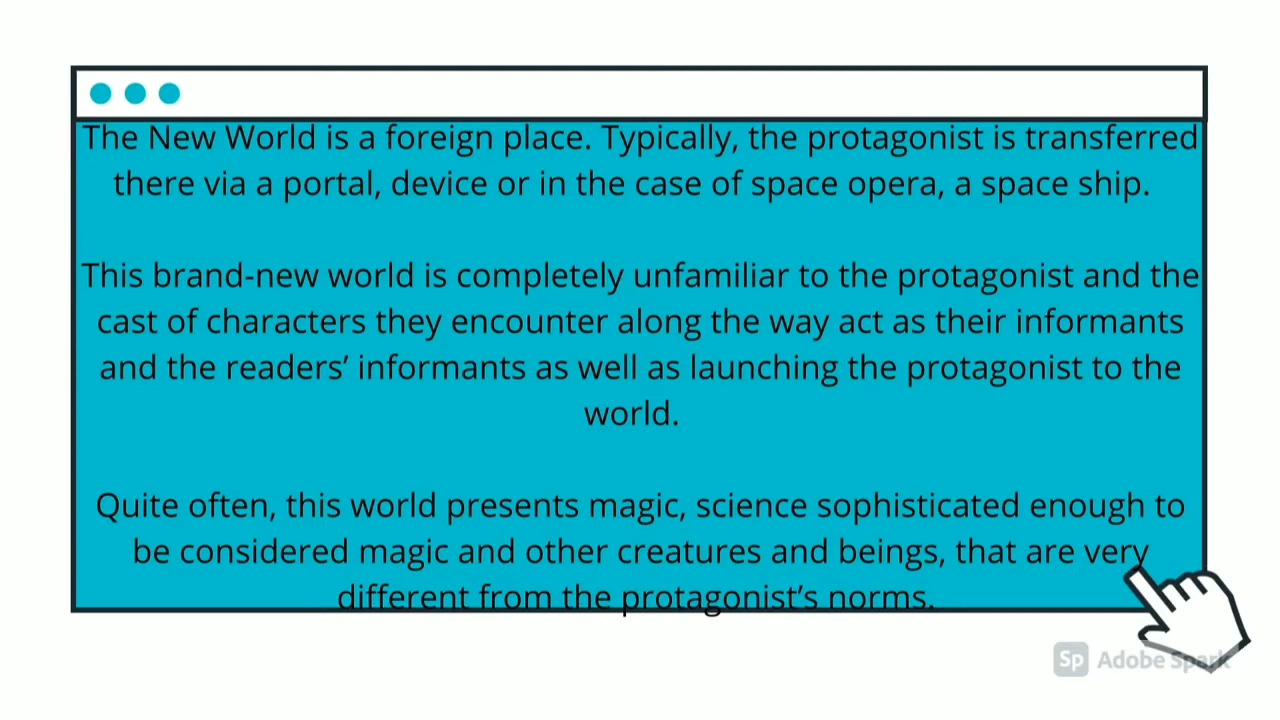 The New World is a foreign place. Typically, the protagonist is transferred
there via a portal, device or in the case of space opera, a space ship.
This brand-new world is completely unfamiliar to the protagonist and the
cast of characters they encounter along the way act as their informants
and the readers’ informants as well as launching the protagonist to the
world.
Quite often, this world presents magic, science sophisticated enough to
be considered magic and other creatures and beings, that are very
different from the protagonist’s norms.
Sp Adobe Spark